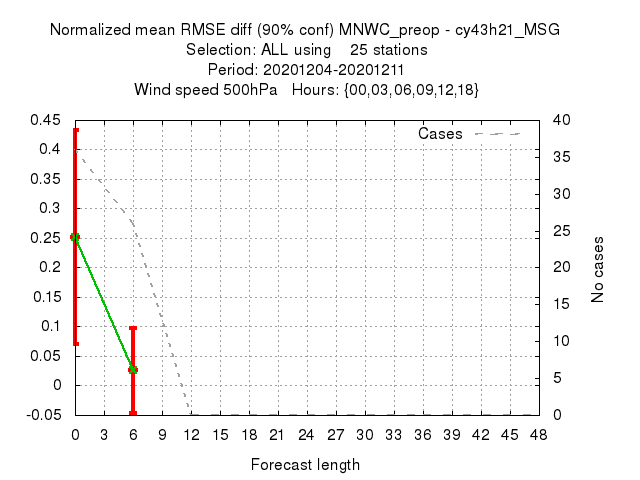 Normalized mean RMSE diff (90% conf) MNWC_preop - cy43h21_MSG
Selection: ALL using 25 stations
Period: 20201204-20201211
Wind speed 500hPa Hours: {00,03,06,09,12,18}
Cases
0.45
0.4
0.35
0.3
0.25
0.2
0.15
0.1
0.05
0
-0.05
40
35
30
25
20
15
10
5
0
No cases
0 3 6 9 12 15 18 21 24 27 30 33 36 39 42 45 48
Forecast length